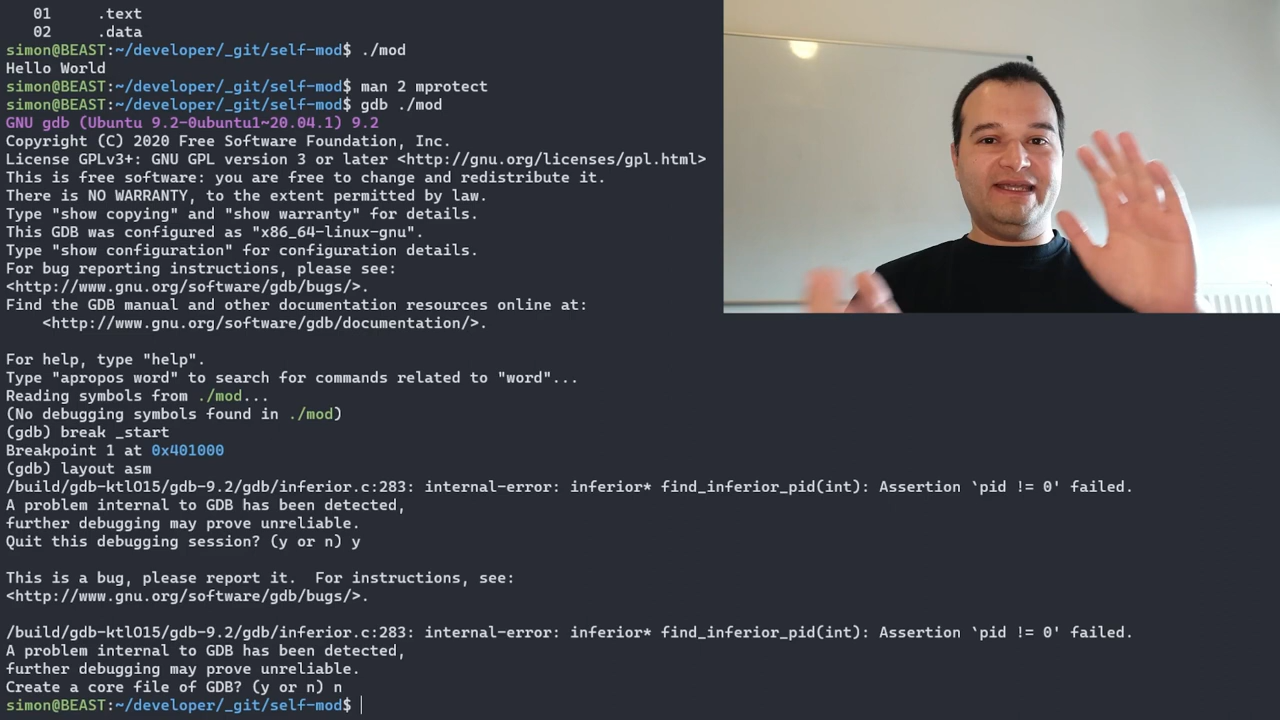 01 .text
02 .data
simon@BEAST:~/developer/_git/self-mod$ ./mod
Hello World
simon@BEAST:~/developer/_git/self-mod$ man 2 mprotect
simon@BEAST:~/developer/_git/self-mod$ gdb ./mod
GNU gdb (Ubuntu 9.2-0ubuntu1~20.04.1) 9.2
Copyright (C) 2020 Free Software Foundation, Inc.
License GPLv3+: GNU GPL version 3 or later <http://gnu.org/licenses/gpl.html>
This is free software: you are free to change and redistribute it.
There is NO WARRANTY, to the extent permitted by law.
Type "show copying" and "show warranty" for details.
This GDB was configured as "x86_64-linux-gnu".
Type "show configuration" for configuration details.
For bug reporting instructions, please see:
<http://www.gnu.org/software/gdb/bugs/>.
Find the GDB manual and other documentation resources online at:
<http://www.gnu.org/software/gdb/documentation/>.
For help, type "help".
Type "apropos word" to search for commands related to "word"...
Reading symbols from ./mod...
(No debugging symbols found in ./mod)
(gdb) break _start
Breakpoint 1 at 0x401000
(gdb) layout asm
/build/gdb-ktlO15/gdb-9.2/gdb/inferior.c:283: internal-error: inferior* find_inferior_pid(int): Assertion `pid != 0' failed.
A problem internal to GDB has been detected,
further debugging may prove unreliable.
Quit this debugging session? (y or n) y
This is a bug, please report it.  For instructions, see:
<http://www.gnu.org/software/gdb/bugs/>.
/build/gdb-ktlO15/gdb-9.2/gdb/inferior.c:283: internal-error: inferior* find_inferior_pid(int): Assertion `pid != 0' failed.
A problem internal to GDB has been detected,
further debugging may prove unreliable.
Create a core file of GDB? (y or n) n
simon@BEAST:~/developer/_git/self-mod$